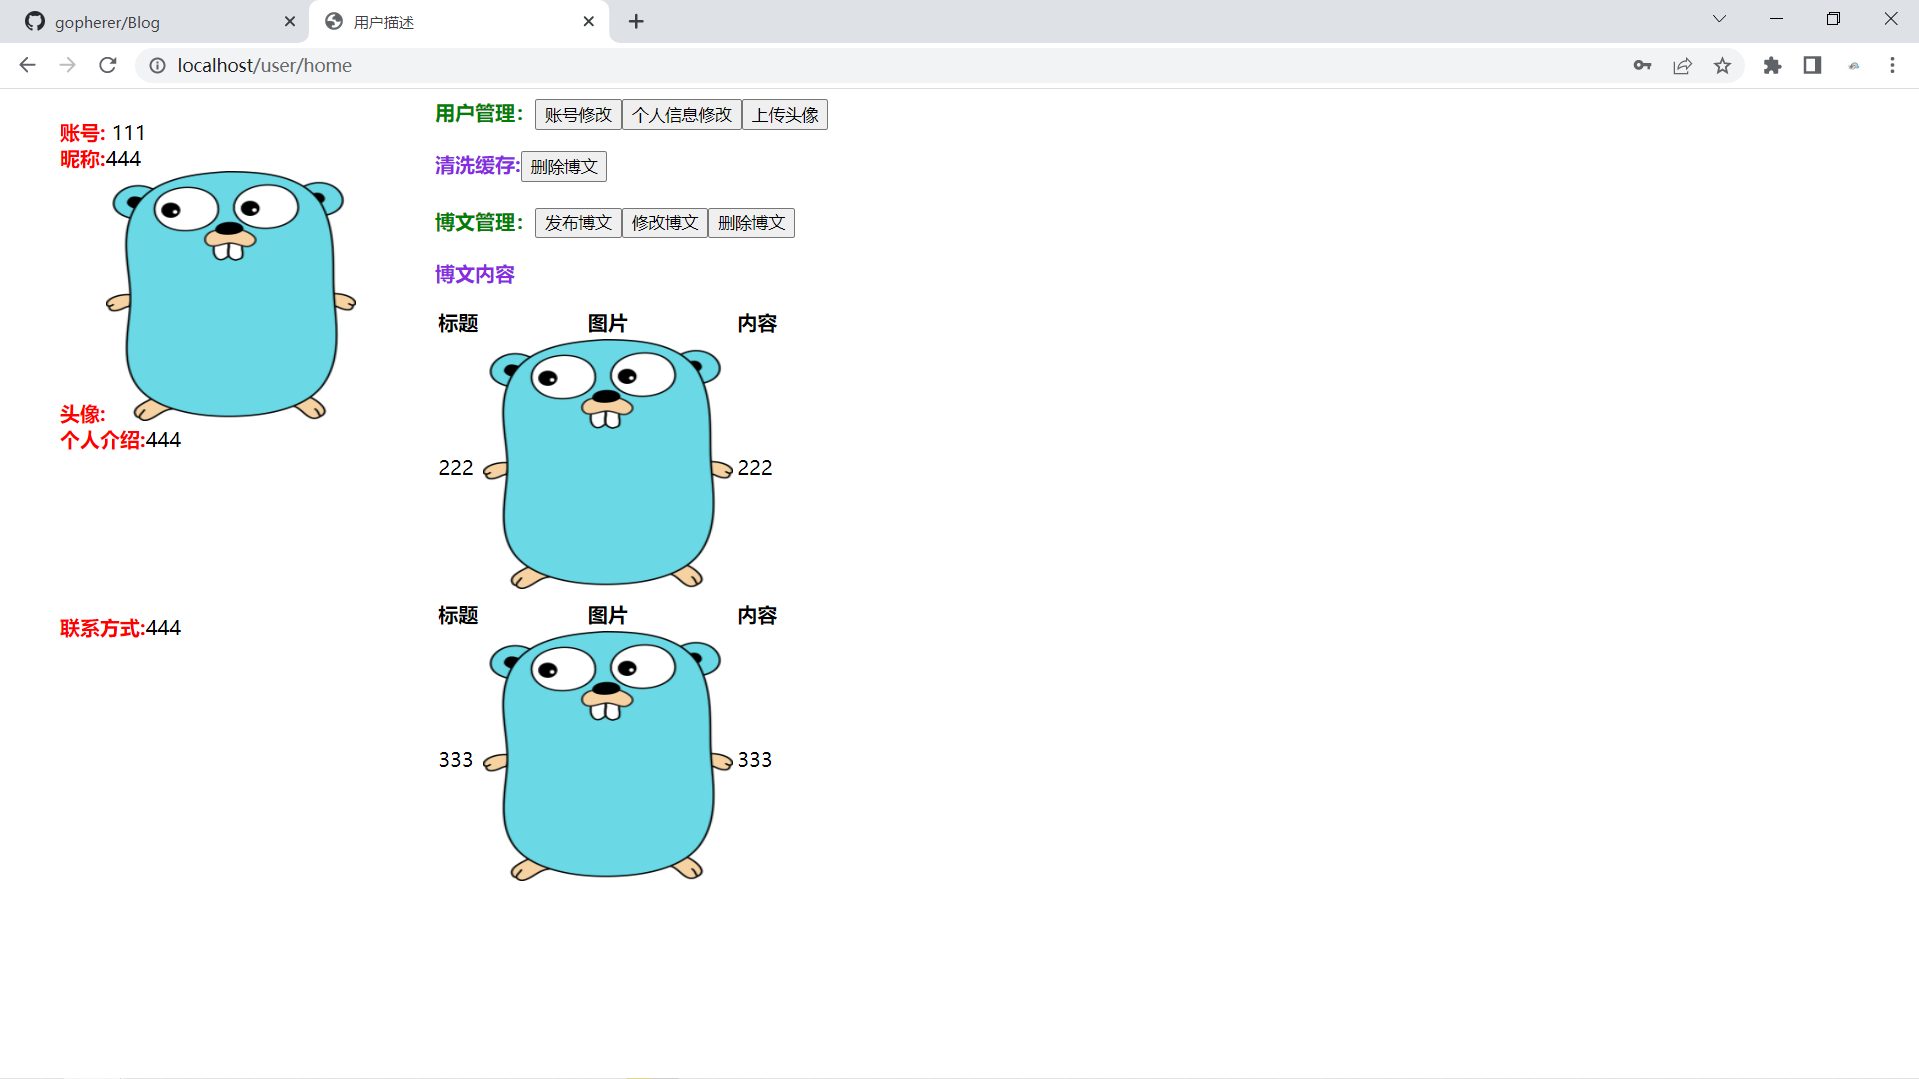 gopherer/Blog
用户描述
localhost/user/home
账号: 111
昵称:444
头像:
个人介绍:444
联系方式:444
用户管理： 账号修改 个人信息修改 上传头像
清洗缓存: 删除博文
博文管理： 发布博文 修改博文 删除博文
博文内容
标题 图片 内容
222 222
标题 图片 内容
333 333